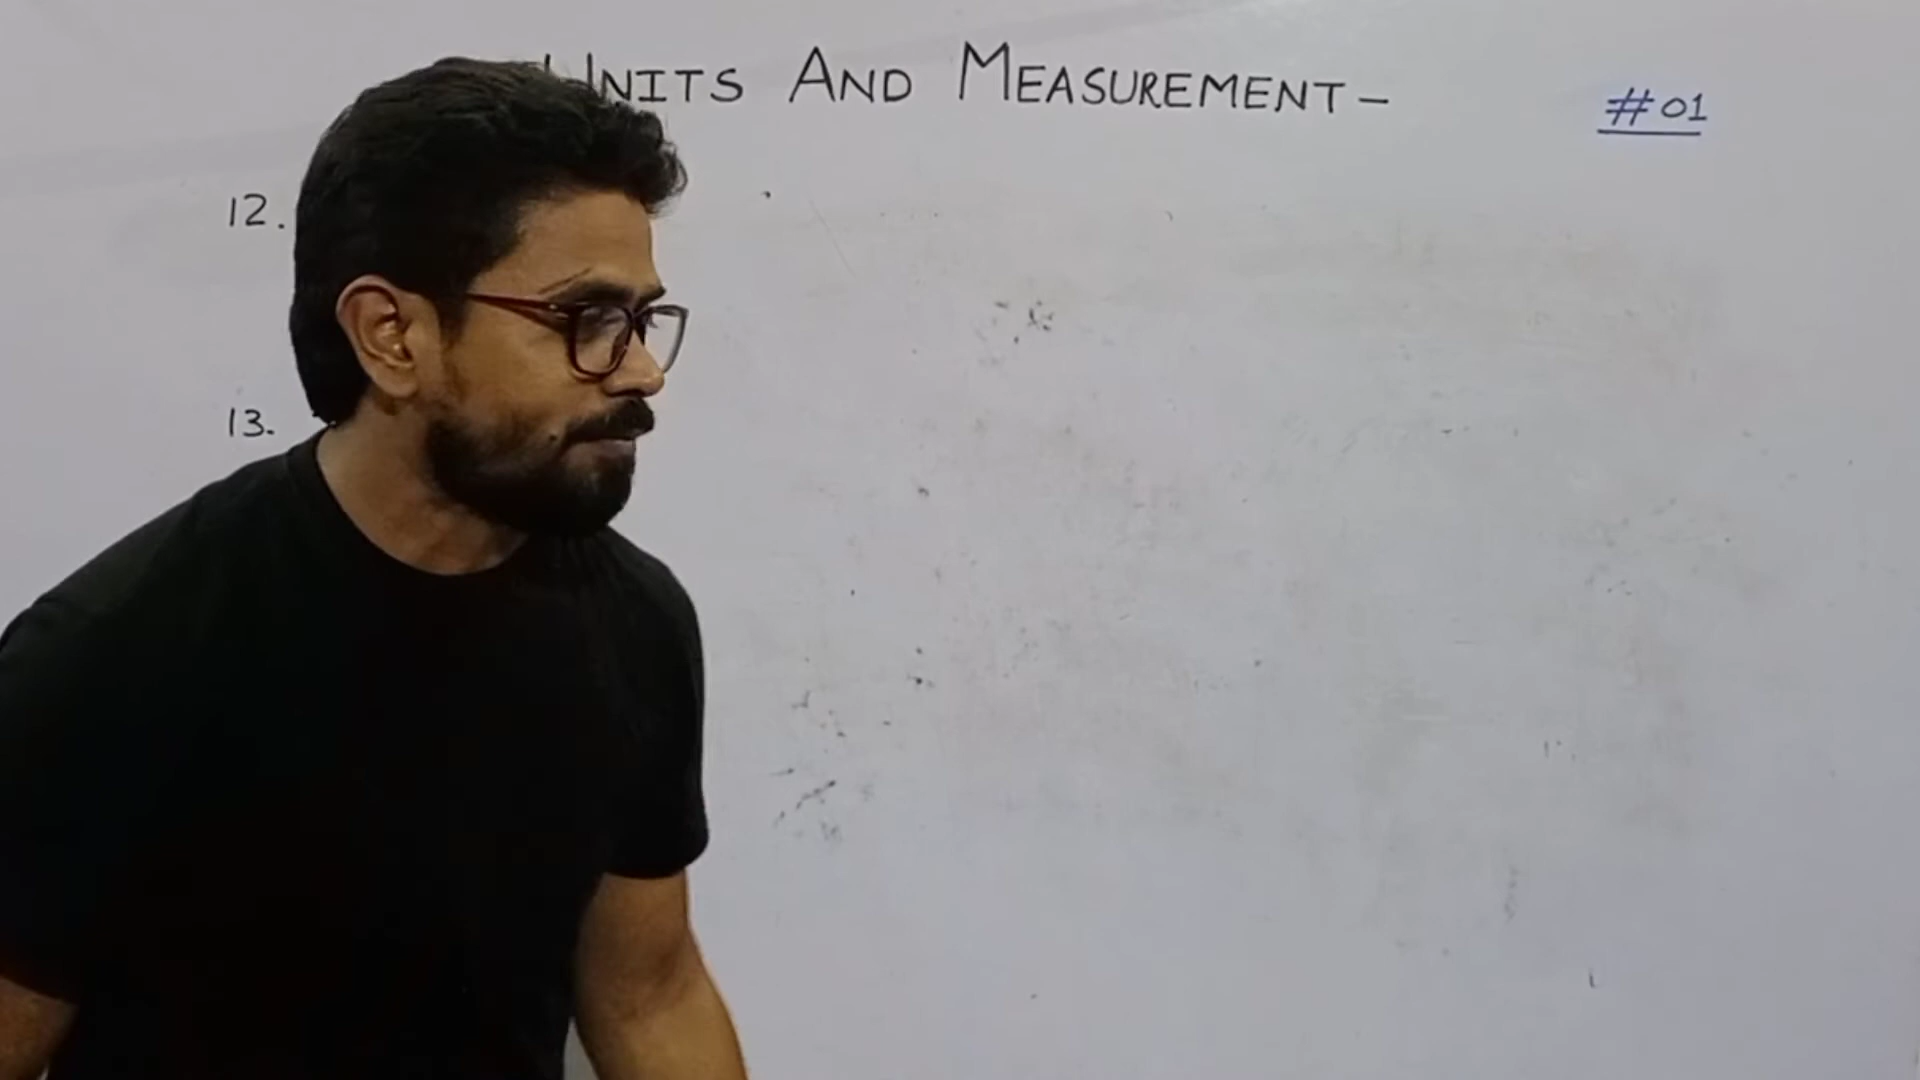 UNITS AND MEASUREMENT-
#01
12.
13.